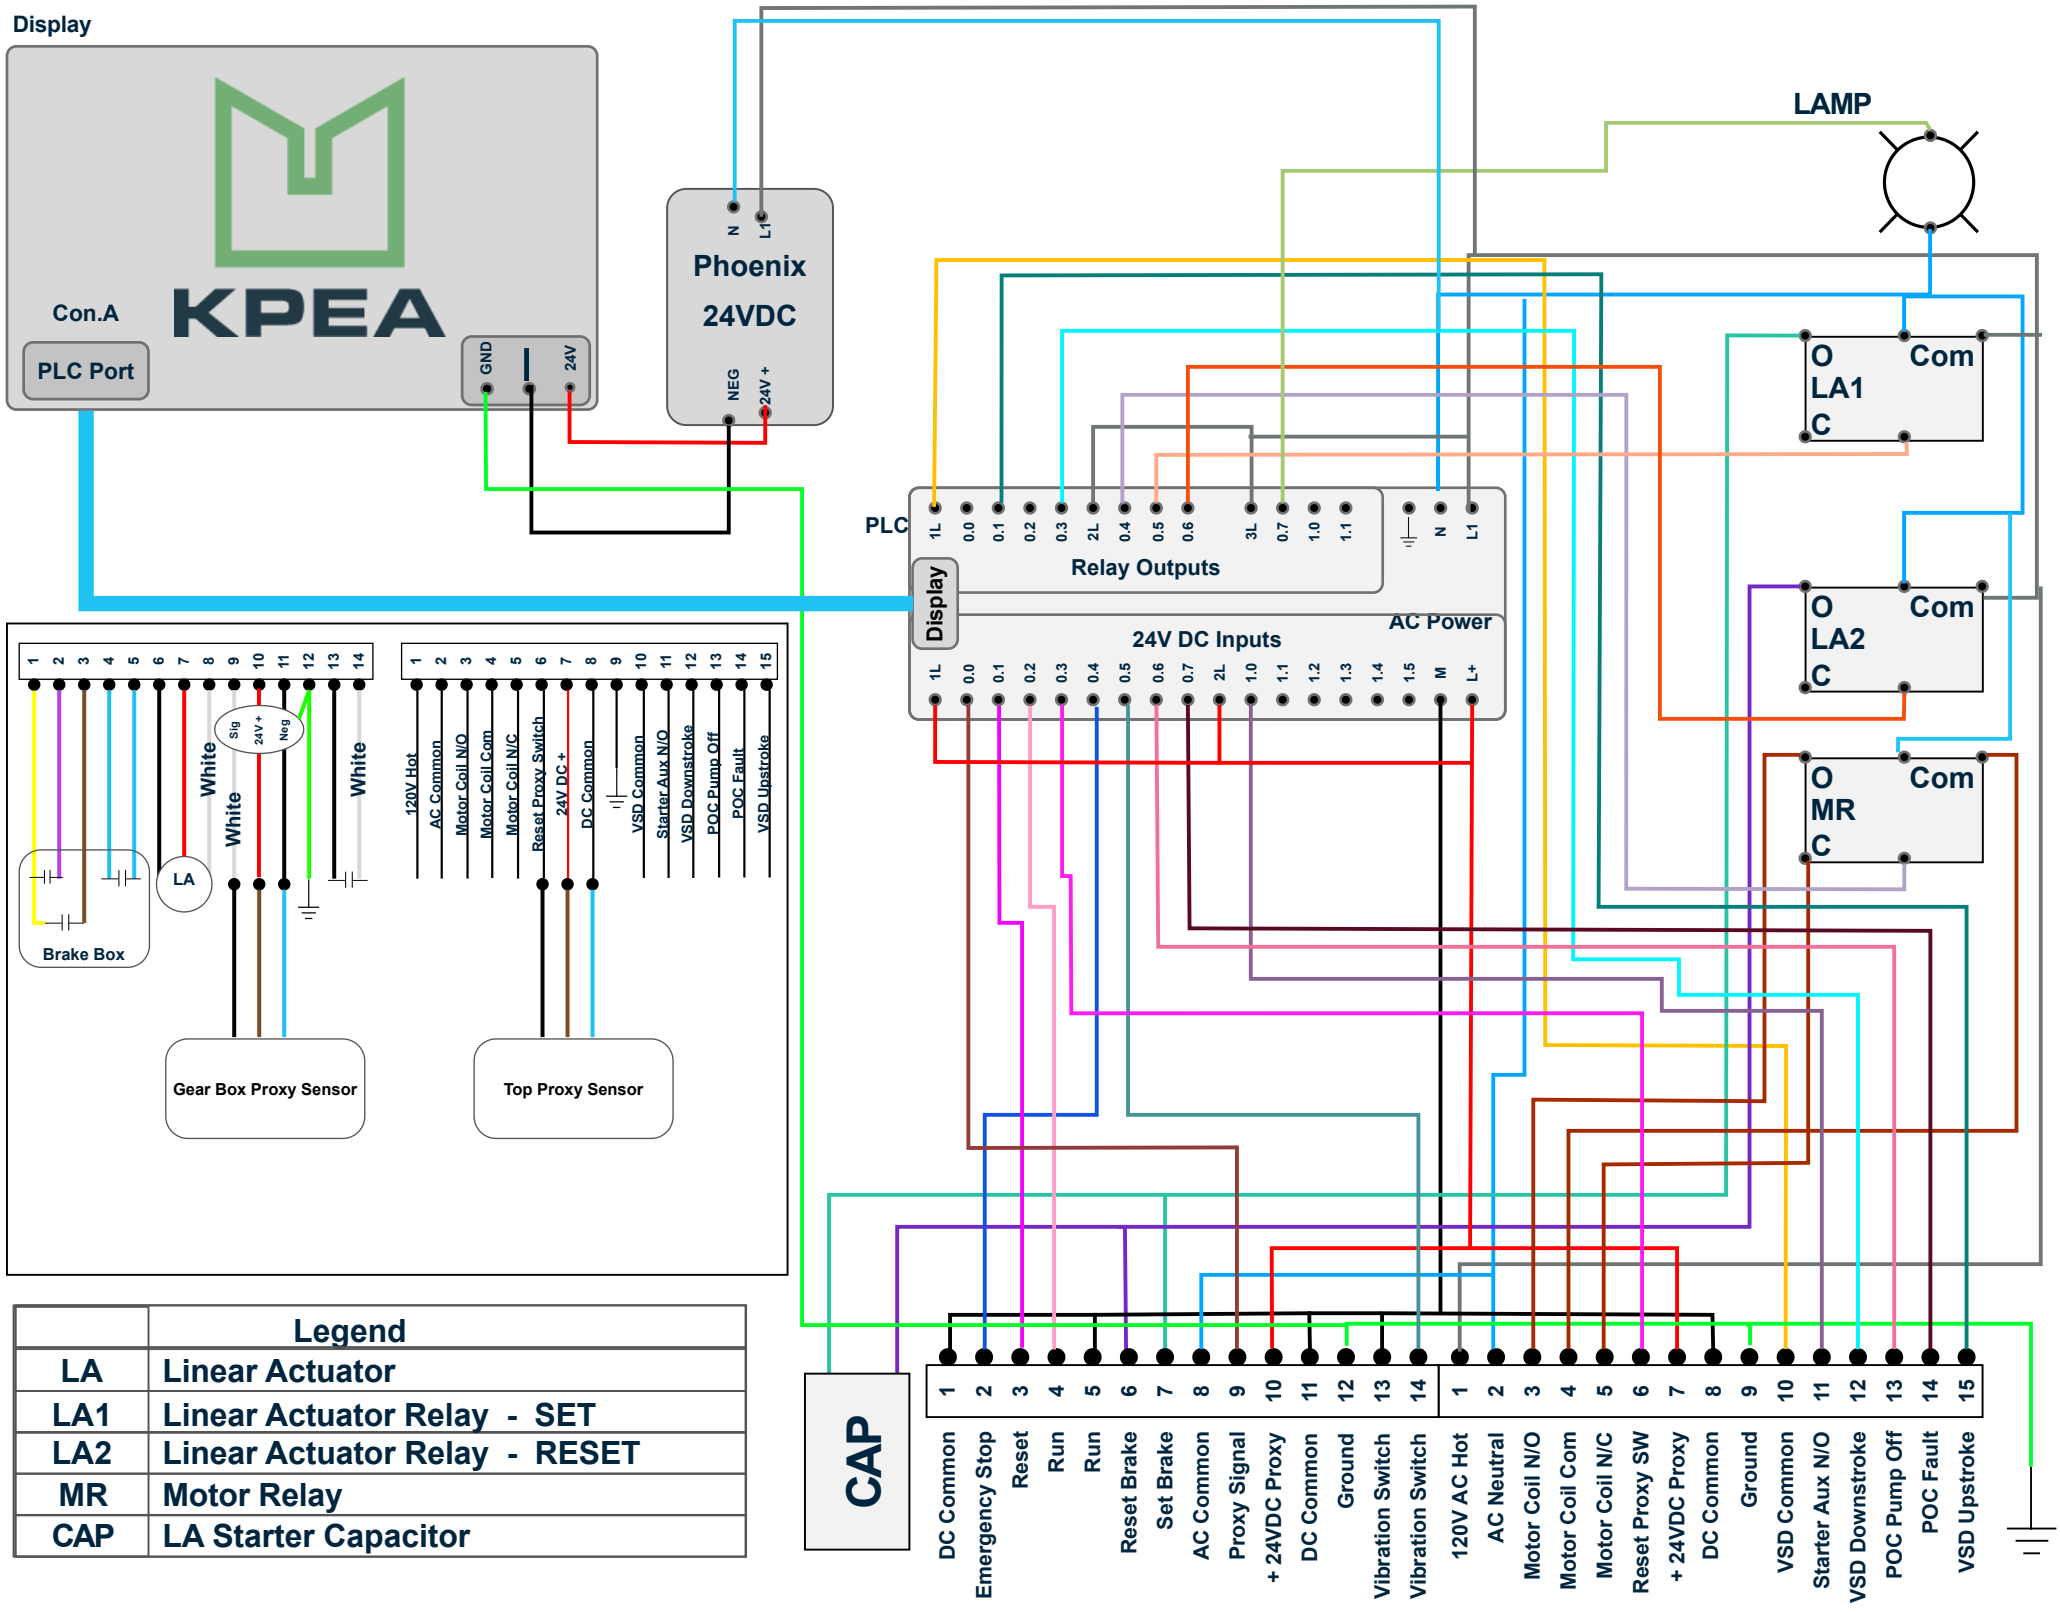 Display
KPEA
Con.A
PLC Port
GND
24V
N
L1
Phoenix
24VDC
NEG
24V +
LAMP
O
Com
LA1
C
O
Com
LA2
C
O
Com
MR
C
PLC
1L 0.0 0.1 0.2 0.3 2L 0.4 0.5 0.6 3L 0.7 1.0 1.1 N L1
Relay Outputs
Display
AC Power
24V DC Inputs
1L 0.0 0.1 0.2 0.3 0.4 0.5 0.6 0.7 2L 1.0 1.1 1.2 1.3 1.4 1.5 M L+
1 2 3 4 5 6 7 8 9 10 11 12 13 14
Sig
24V +
Neg
White
White
White
LA
Brake Box
Gear Box Proxy Sensor
1 2 3 4 5 6 7 8 9 10 11 12 13 14 15
120V Hot
AC Common
Motor Coil N/O
Motor Coil Com
Motor Coil N/C
Reset Proxy Switch
24V DC +
DC Common
VSD Common
Starter Aux N/O
VSD Downstroke
POC Pump Off
POC Fault
VSD Upstroke
Top Proxy Sensor
Legend
LA Linear Actuator
LA1 Linear Actuator Relay - SET
LA2 Linear Actuator Relay - RESET
MR Motor Relay
CAP LA Starter Capacitor
CAP
1 2 3 4 5 6 7 8 9 10 11 12 13 14
1 2 3 4 5 6 7 8 9 10 11 12 13 14 15
DC Common
Emergency Stop
Reset
Run
Run
Reset Brake
Set Brake
AC Common
Proxy Signal
+ 24VDC Proxy
DC Common
Ground
Vibration Switch
Vibration Switch
120V AC Hot
AC Neutral
Motor Coil N/O
Motor Coil Com
Motor Coil N/C
Reset Proxy SW
+ 24VDC Proxy
DC Common
Ground
VSD Common
Starter Aux N/O
VSD Downstroke
POC Pump Off
POC Fault
VSD Upstroke